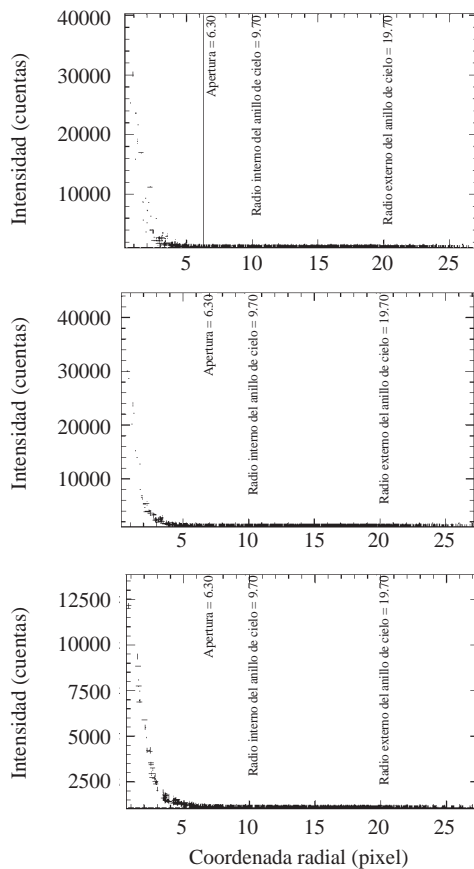 Intensidad (cuentas)
40000
30000
20000
10000
Apertura = 6.30
Radio interno del anillo de cielo = 9.70
Radio externo del anillo de cielo = 19.70
5 10 15 20 25
Intensidad (cuentas)
40000
30000
20000
10000
Apertura = 6.30
Radio interno del anillo de cielo = 9.70
Radio externo del anillo de cielo = 19.70
5 10 15 20 25
Intensidad (cuentas)
12500
10000
7500
5000
2500
Apertura = 6.30
Radio interno del anillo de cielo = 9.70
Radio externo del anillo de cielo = 19.70
5 10 15 20 25
Coordenada radial (pixel)